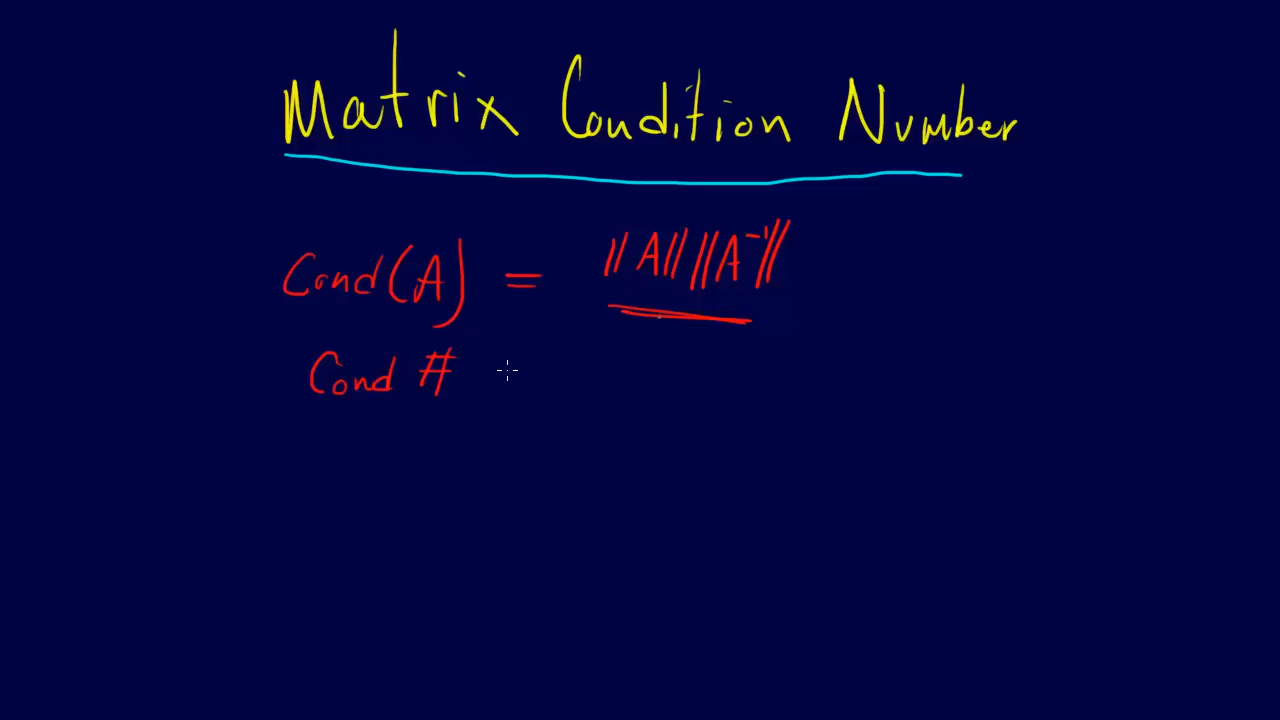 Matrix Condition Number
Cond(A) = ||A|| ||A⁻¹||
Cond #